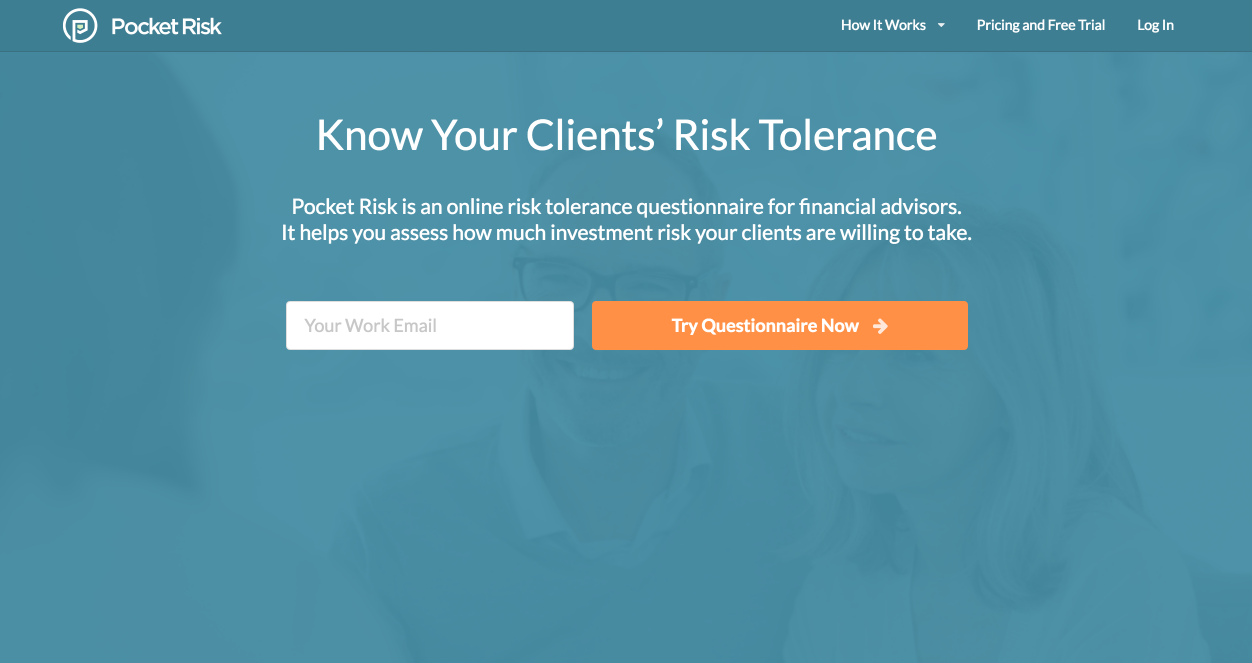 Pocket Risk
How It Works
Pricing and Free Trial
Log In
Know Your Clients’ Risk Tolerance
Pocket Risk is an online risk tolerance questionnaire for financial advisors.
It helps you assess how much investment risk your clients are willing to take.
Your Work Email
Try Questionnaire Now